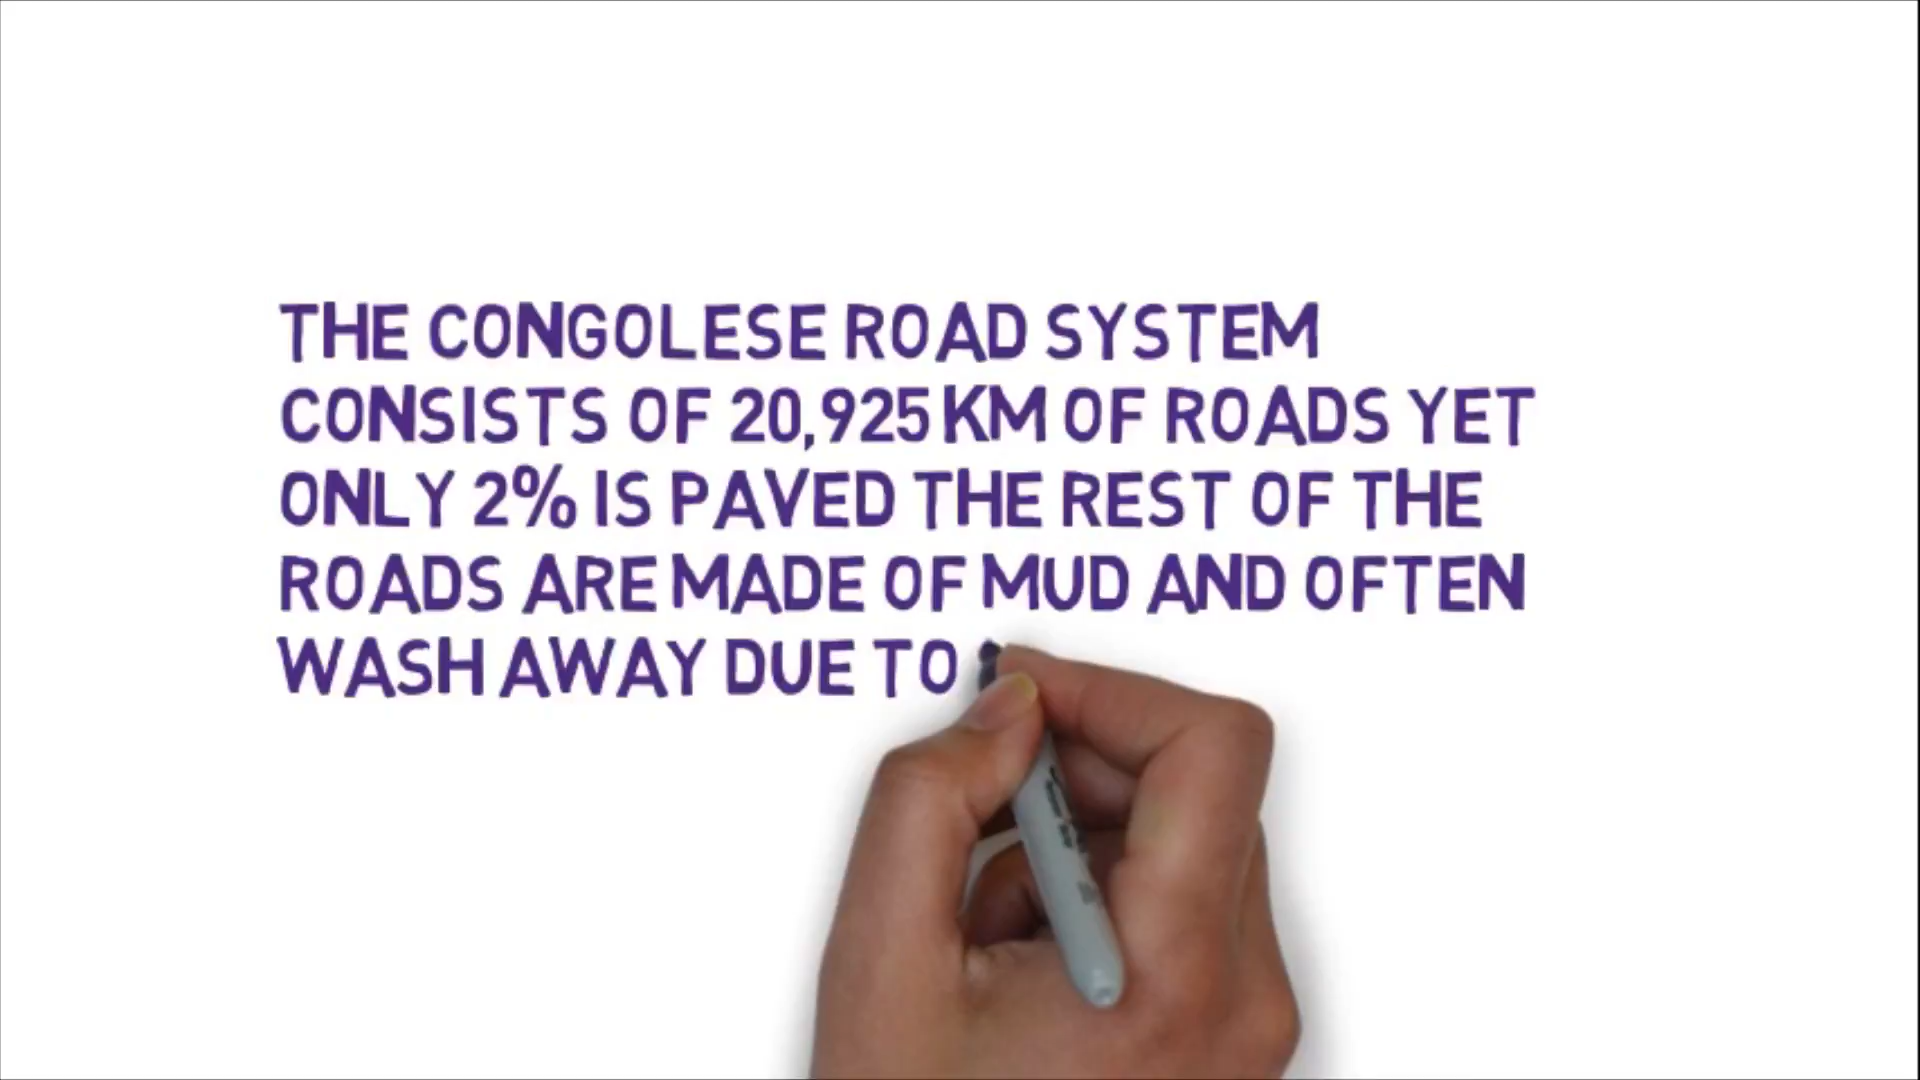 THE CONGOLESE ROAD SYSTEM
CONSISTS OF 20,925 KM OF ROADS YET
ONLY 2% IS PAVED THE REST OF THE
ROADS ARE MADE OF MUD AND OFTEN
WASH AWAY DUE TO